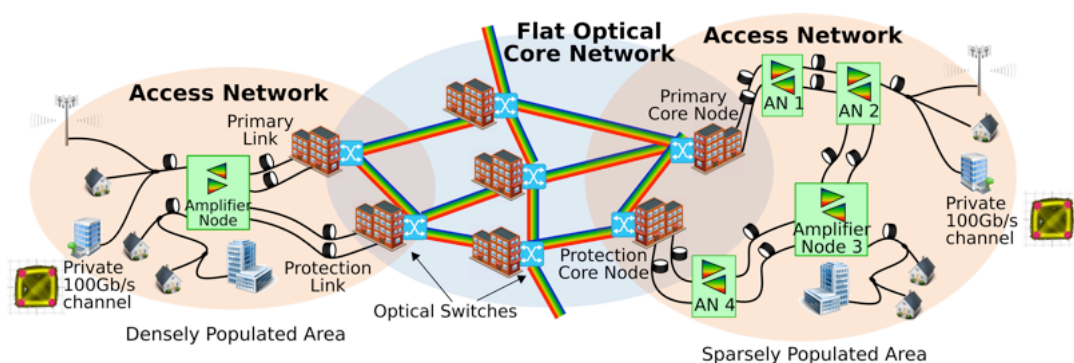 Flat Optical
Core Network
Access Network
Access Network
Primary
Link
Primary
Core Node
AN 1
AN 2
Amplifier
Node
Private
100Gb/s
channel
Protection
Link
Optical Switches
Protection
Core Node
Amplifier
Node 3
AN 4
Private
100Gb/s
channel
Densely Populated Area
Sparsely Populated Area